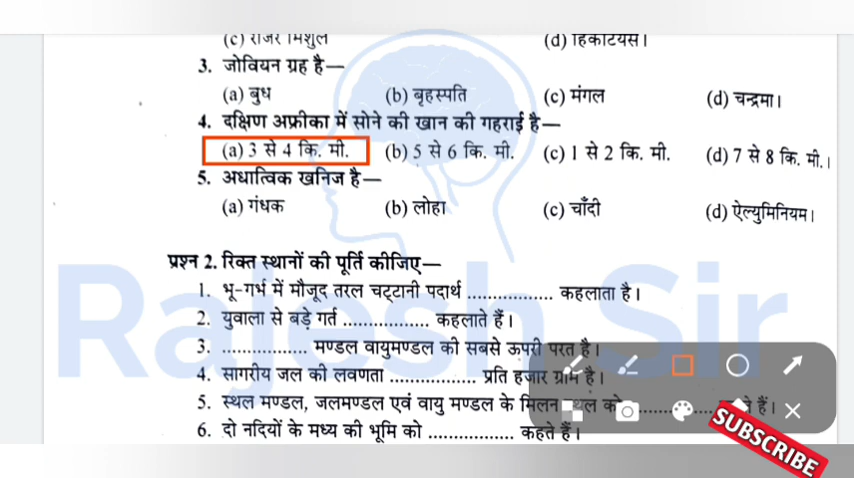 (c) राजर मिशुल (d) हिकाटयस।
3. जोवियन ग्रह है—
(a) बुध (b) बृहस्पति (c) मंगल (d) चन्द्रमा।
4. दक्षिण अफ्रीका में सोने की खान की गहराई है—
(a) 3 से 4 कि. मी. (b) 5 से 6 कि. मी. (c) 1 से 2 कि. मी. (d) 7 से 8 कि. मी.।
5. अधात्विक खनिज है—
(a) गंधक (b) लोहा (c) चाँदी (d) ऐल्युमिनियम।
प्रश्न 2. रिक्त स्थानों की पूर्ति कीजिए—
1. भू-गर्भ में मौजूद तरल चट्टानी पदार्थ ................. कहलाता है।
2. युवाला से बड़े गर्त ................. कहलाते हैं।
3. ................. मण्डल वायुमण्डल की सबसे ऊपरी परत है।
4. सागरीय जल की लवणता ................. प्रति हजार ग्राम है।
5. स्थल मण्डल, जलमण्डल एवं वायु मण्डल के मिलन स्थल को ................. हैं।
6. दो नदियों के मध्य की भूमि को ................. कहते हैं।
Rajesh Sir
SUBSCRIBE